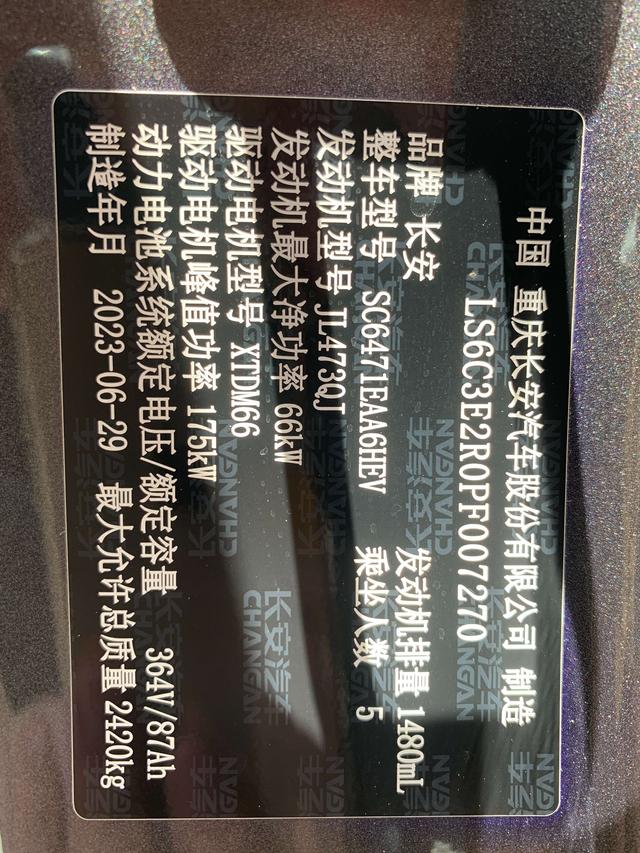 中国 重庆长安汽车股份有限公司 制造
LS6C3E2R0PF007270
品牌 长安 发动机排量 1480mL
整车型号 SC6471EAA6HEV 乘坐人数 5
发动机型号 JL473QJ
发动机最大净功率 66kW
驱动电机型号 XTDM66
驱动电机峰值功率 175kW
动力电池系统额定电压/额定容量 364V/87Ah
制造年月 2023-06-29 最大允许总质量 2420kg
长安汽车
CHANGAN